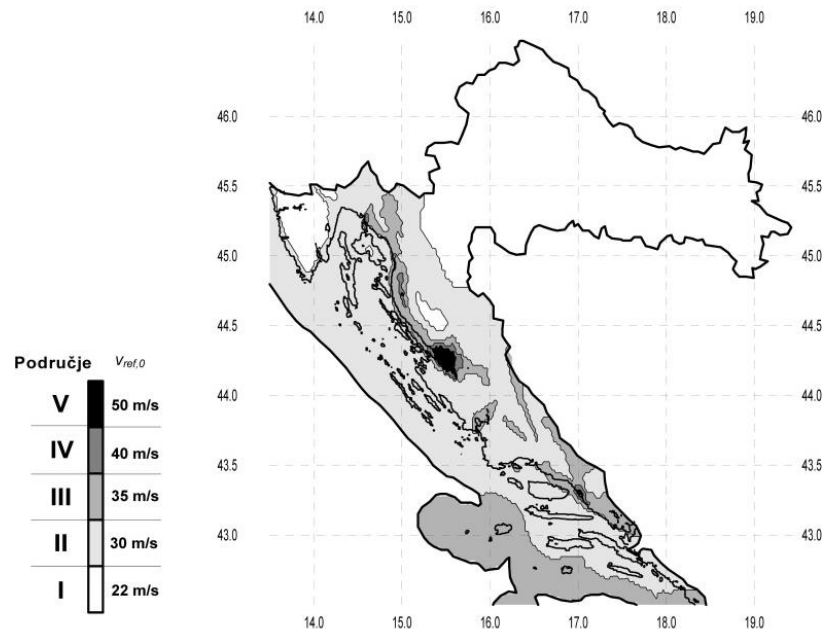 14.0 15.0 16.0 17.0 18.0 19.0
46.0 46.0
45.5 45.5
45.0 45.0
44.5 44.5
44.0 44.0
43.5 43.5
43.0 43.0
14.0 15.0 16.0 17.0 18.0 19.0
Područje Vref,0
V 50 m/s
IV 40 m/s
III 35 m/s
II 30 m/s
I 22 m/s